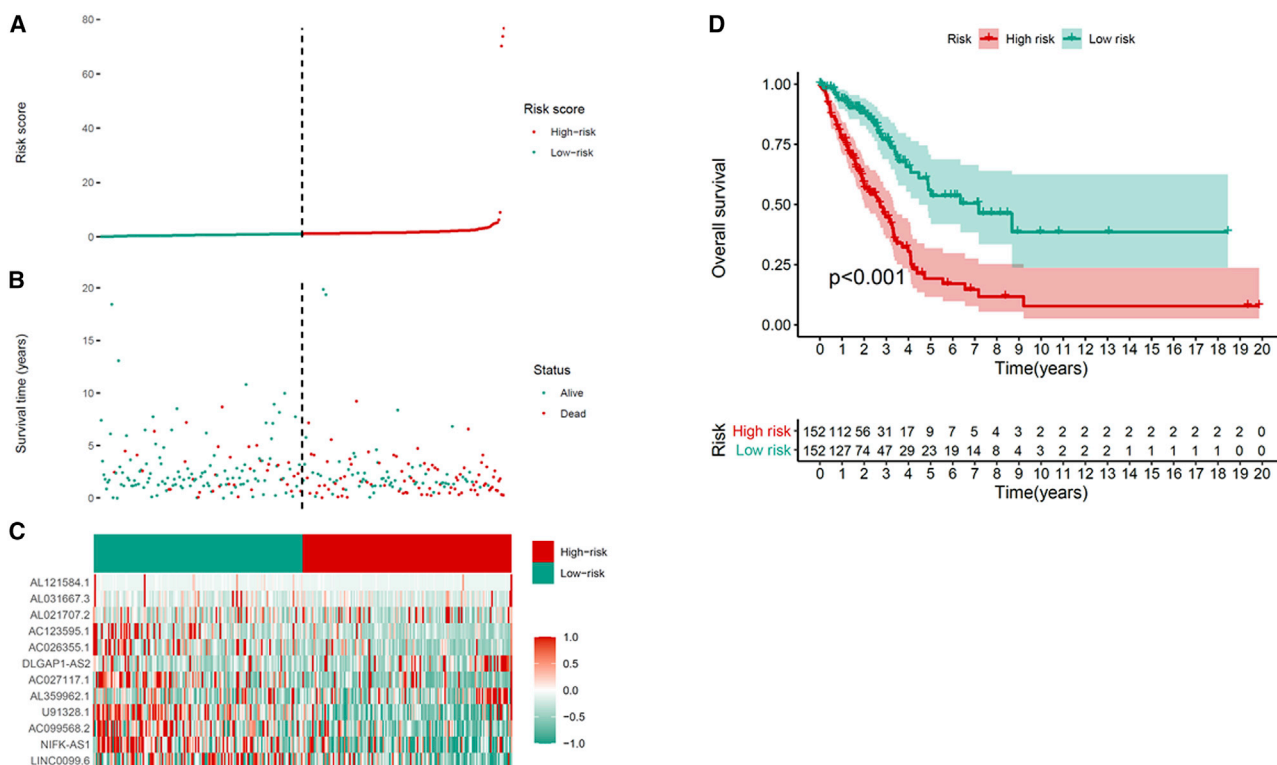 A
80
60
40
20
0
Risk score
Risk score
High-risk
Low-risk
B
20
15
10
5
0
Survival time (years)
Status
Alive
Dead
C
High-risk
Low-risk
AL121584.1
AL031667.3
AL021707.2
AC123595.1
AC026355.1
DLGAP1-AS2
AC027117.1
AL359962.1
U91328.1
AC099568.2
NIFK-AS1
LINC0099.6
1.0
0.5
0.0
-0.5
-1.0
D
Risk High risk Low risk
1.00
0.75
0.50
0.25
0.00
Overall survival
p<0.001
0 1 2 3 4 5 6 7 8 9 10 11 12 13 14 15 16 17 18 19 20
Time(years)
Risk
High risk 152 112 56 31 17 9 7 5 4 3 2 2 2 2 2 2 2 2 2 2 0
Low risk 152 127 74 47 29 23 19 14 8 4 3 2 2 2 1 1 1 1 1 0 0
0 1 2 3 4 5 6 7 8 9 10 11 12 13 14 15 16 17 18 19 20
Time(years)